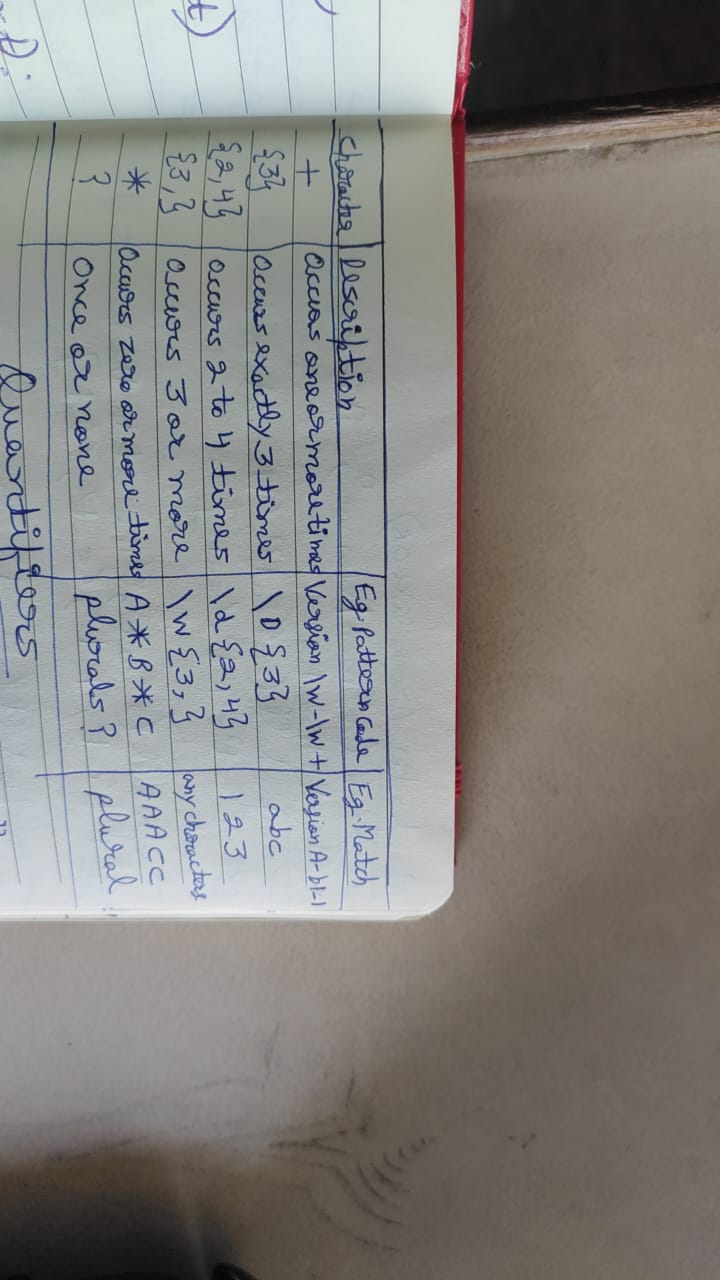 Character Description Eg. Pattern Code Eg. Match
+ Occurs one or more times Version \w-\w+ Version A-b1-1
{3} Occurs exactly 3 times \D{3} abc
{2,4} Occurs 2 to 4 times \d{2,4} 123
{3,} Occurs 3 or more \w{3,} any characters
* Occurs zero or more times A*B*C AAACC
? Once or none plurals? plural
Quantifiers
t)